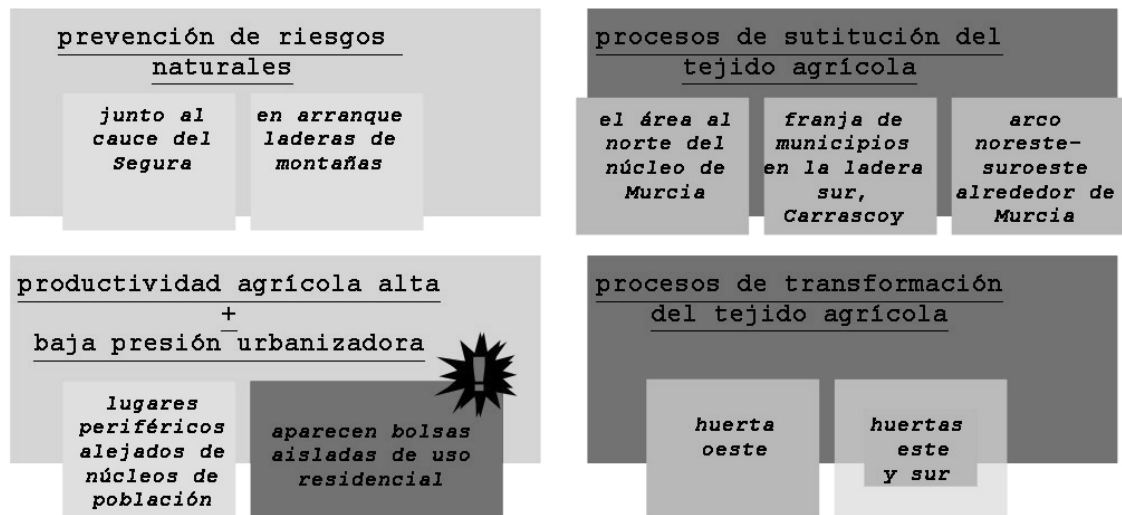 prevención de riesgos
naturales
junto al
cauce del
Segura
en arranque
laderas de
montañas
procesos de sutitución del
tejido agrícola
el área al
norte del
núcleo de
Murcia
franja de
municipios
en la ladera
sur,
Carrascoy
arco
noreste-
suroeste
alrededor de
Murcia
productividad agrícola alta
+
baja presión urbanizadora
!
lugares
periféricos
alejados de
núcleos de
población
aparecen bolsas
aisladas de uso
residencial
procesos de transformación
del tejido agrícola
huerta
oeste
huertas
este
y sur